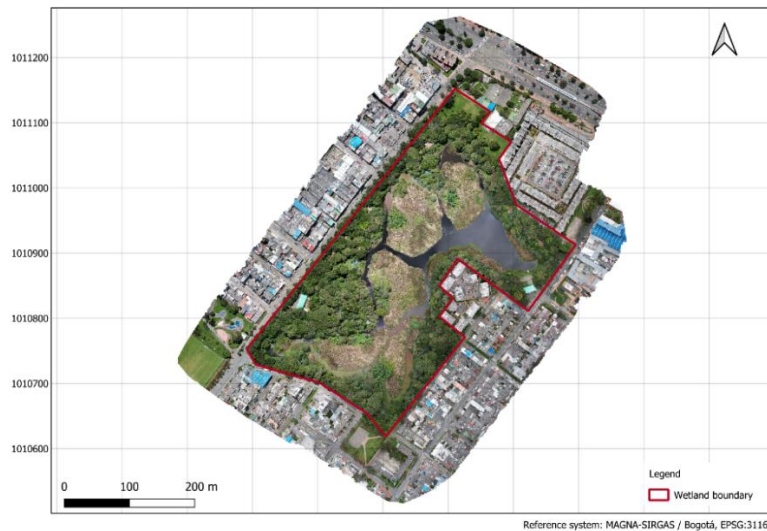 1011200
1011100
1011000
1010900
1010800
1010700
1010600
0 100 200 m
Legend
Wetland boundary
Reference system: MAGNA-SIRGAS / Bogotá, EPSG:3116